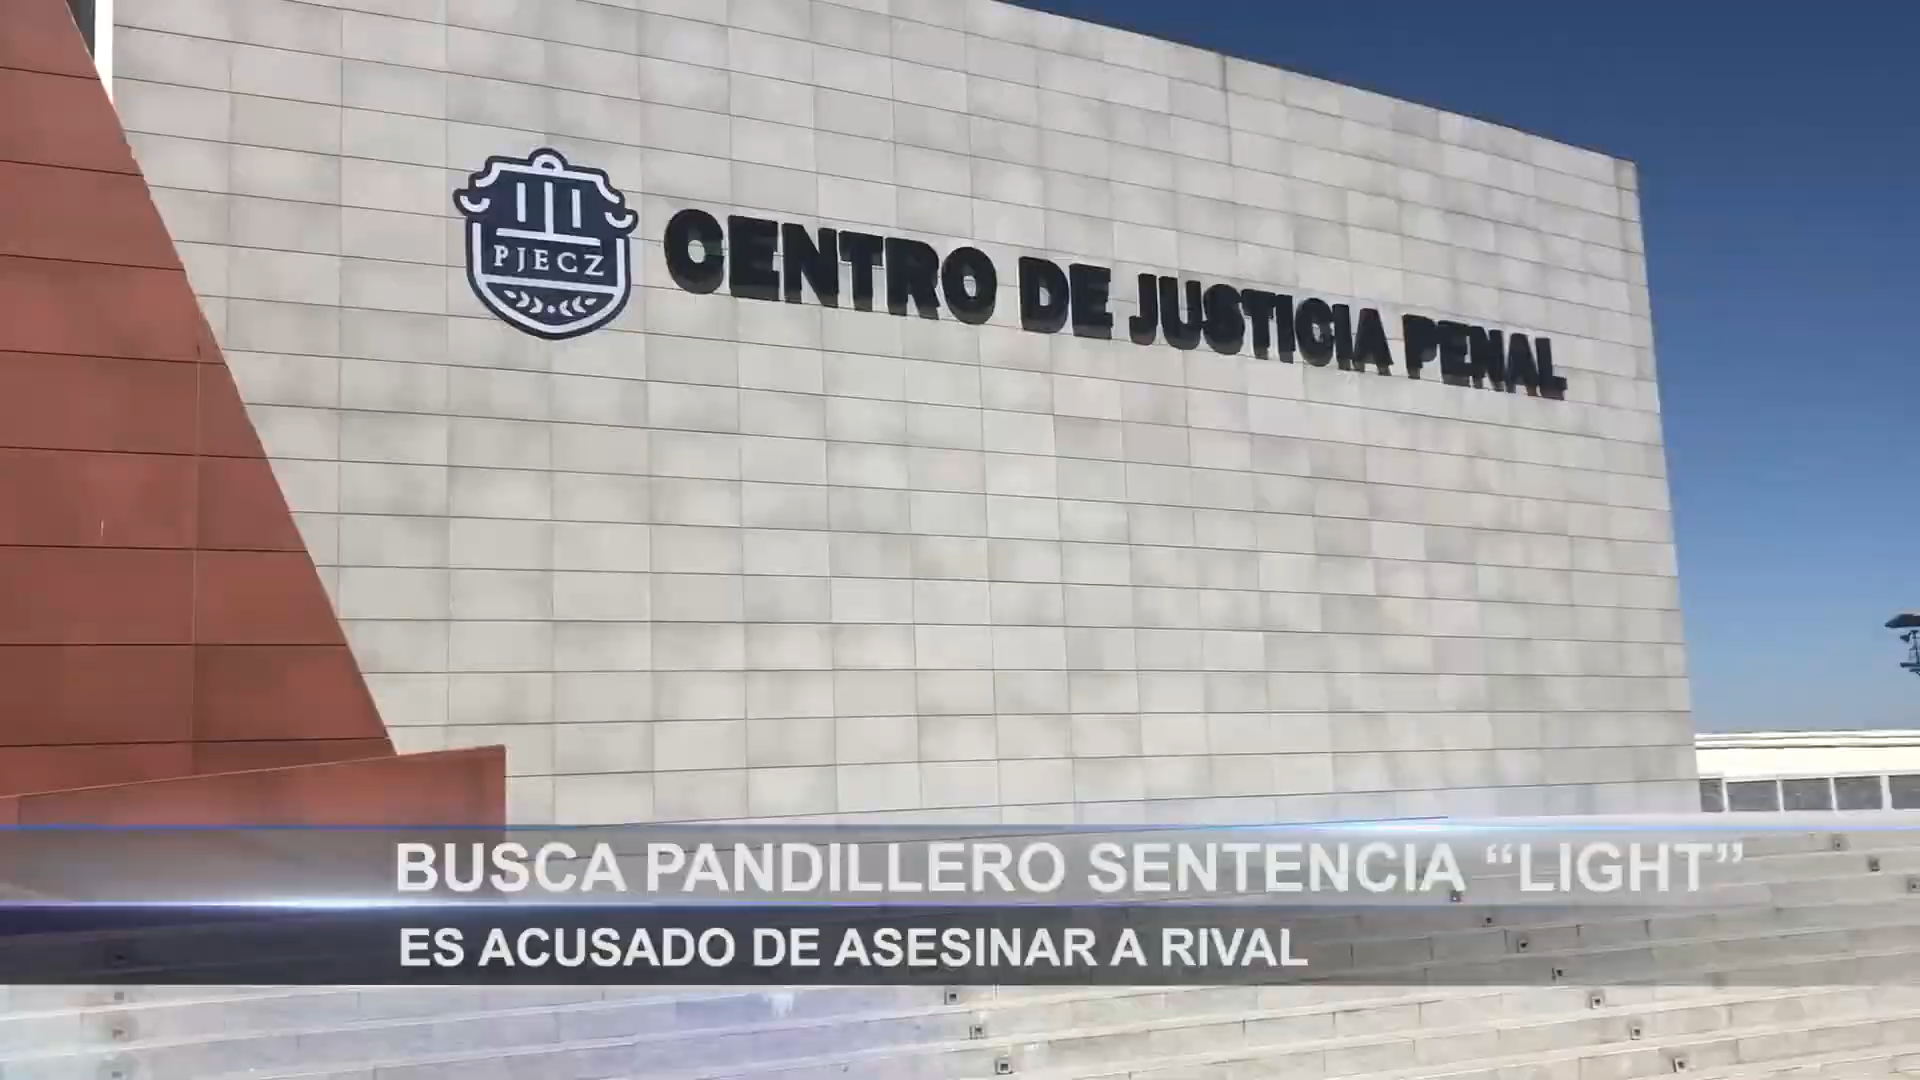 PJECZ
CENTRO DE JUSTICIA PENAL
BUSCA PANDILLERO SENTENCIA “LIGHT”
ES ACUSADO DE ASESINAR A RIVAL